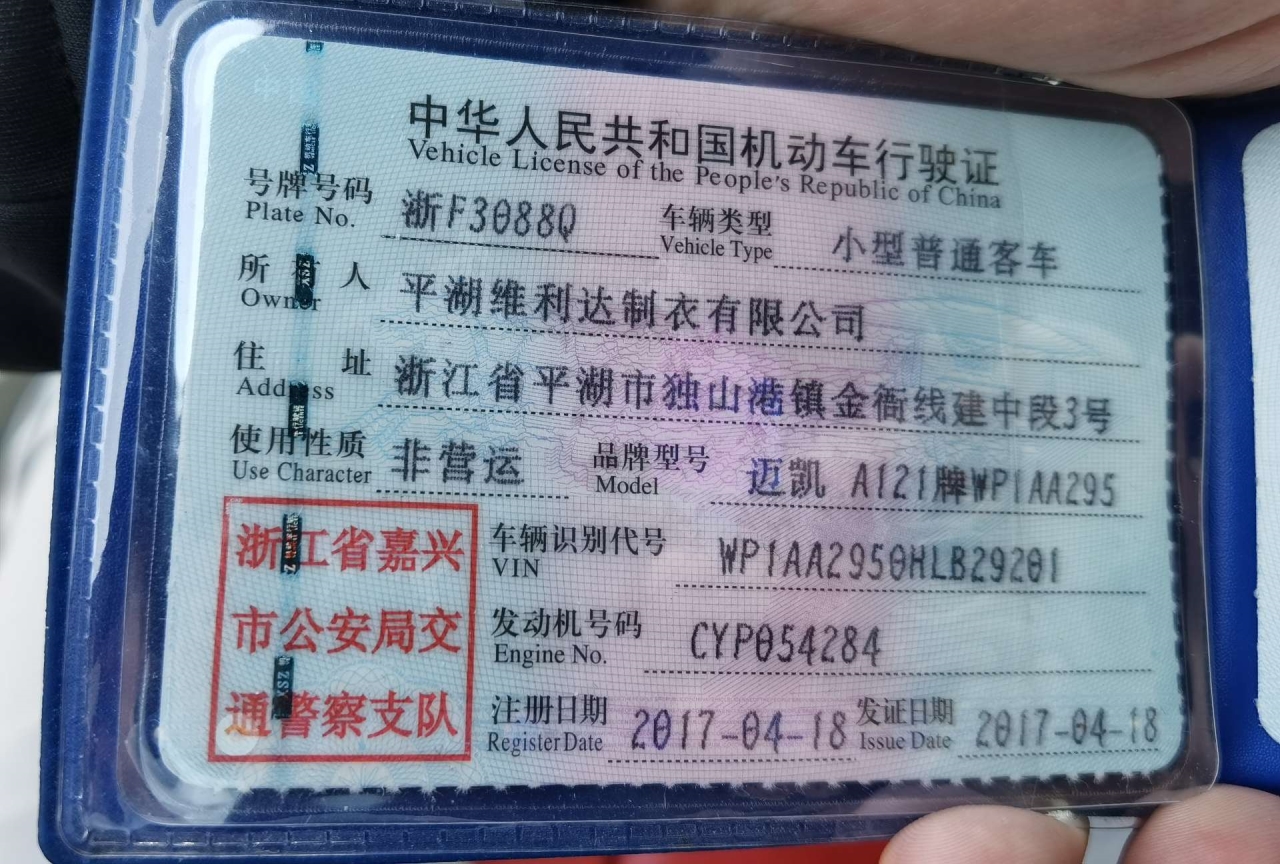 中华人民共和国机动车行驶证
Vehicle License of the People's Republic of China
号牌号码 浙F3088Q 车辆类型 小型普通客车
Plate No. Vehicle Type
所有人 平湖维利达制衣有限公司
Owner
住址 浙江省平湖市独山港镇金衙线建中段3号
Address
使用性质 非营运 品牌型号 迈凯 A121牌WP1AA295
Use Character Model
浙江省嘉兴
市公安局交
通警察支队
车辆识别代号 WP1AA2950HLB29201
VIN
发动机号码 CYP054284
Engine No.
注册日期 2017-04-18 发证日期 2017-04-18
Register Date Issue Date